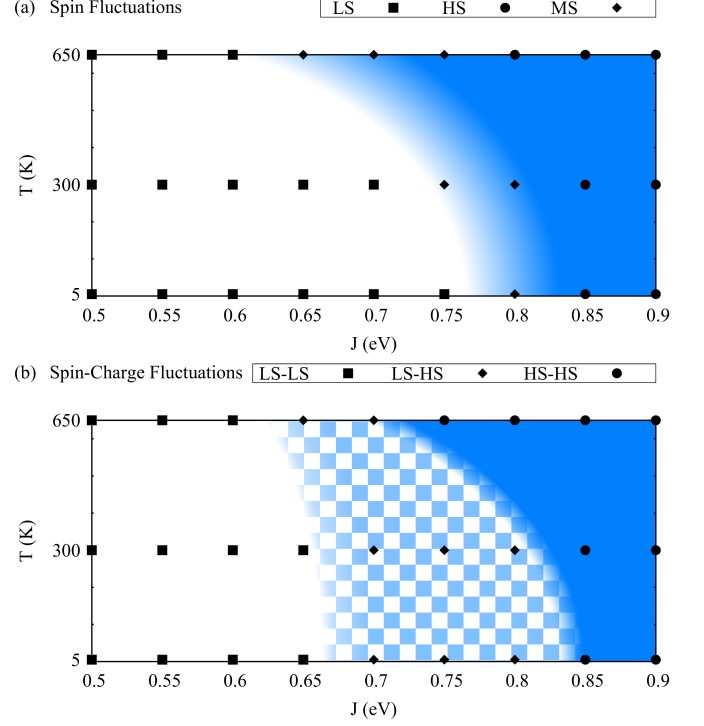 (a) Spin Fluctuations LS HS MS
650
300
5
T (K)
0.5 0.55 0.6 0.65 0.7 0.75 0.8 0.85 0.9
J (eV)
(b) Spin-Charge Fluctuations LS-LS LS-HS HS-HS
650
300
5
T (K)
0.5 0.55 0.6 0.65 0.7 0.75 0.8 0.85 0.9
J (eV)